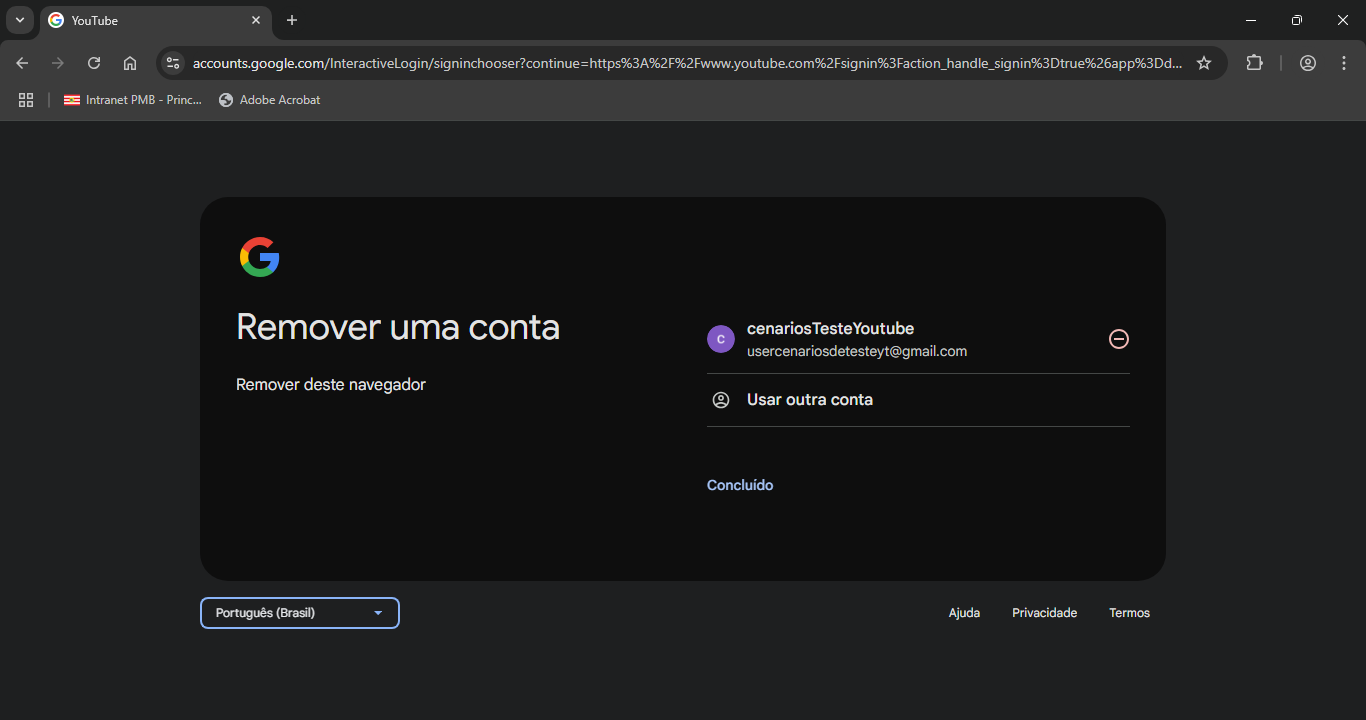 YouTube
accounts.google.com/InteractiveLogin/signinchooser?continue=https%3A%2F%2Fwww.youtube.com%2Fsignin%3Faction_handle_signin%3Dtrue%26app%3Dd...
Intranet PMB - Princ... Adobe Acrobat
Remover uma conta
Remover deste navegador
C
cenariosTesteYoutube
usercenariosdetesteyt@gmail.com
Usar outra conta
Concluído
Português (Brasil)
Ajuda Privacidade Termos